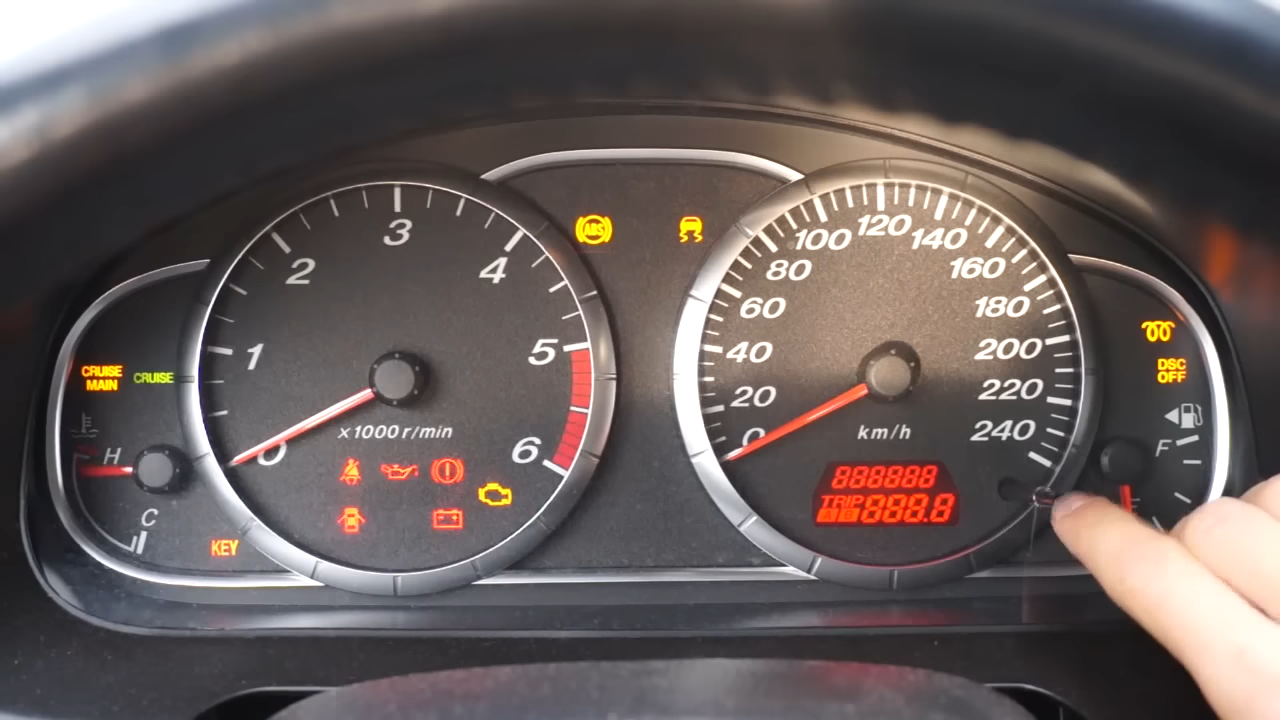 ABS
3
2
4
1
5
0
6
x1000 r/min
CRUISE
MAIN
CRUISE
H
C
KEY
120
100
140
80
160
60
180
40
200
20
220
0
240
km/h
888888
TRIP
A B 888.8
DSC
OFF
F